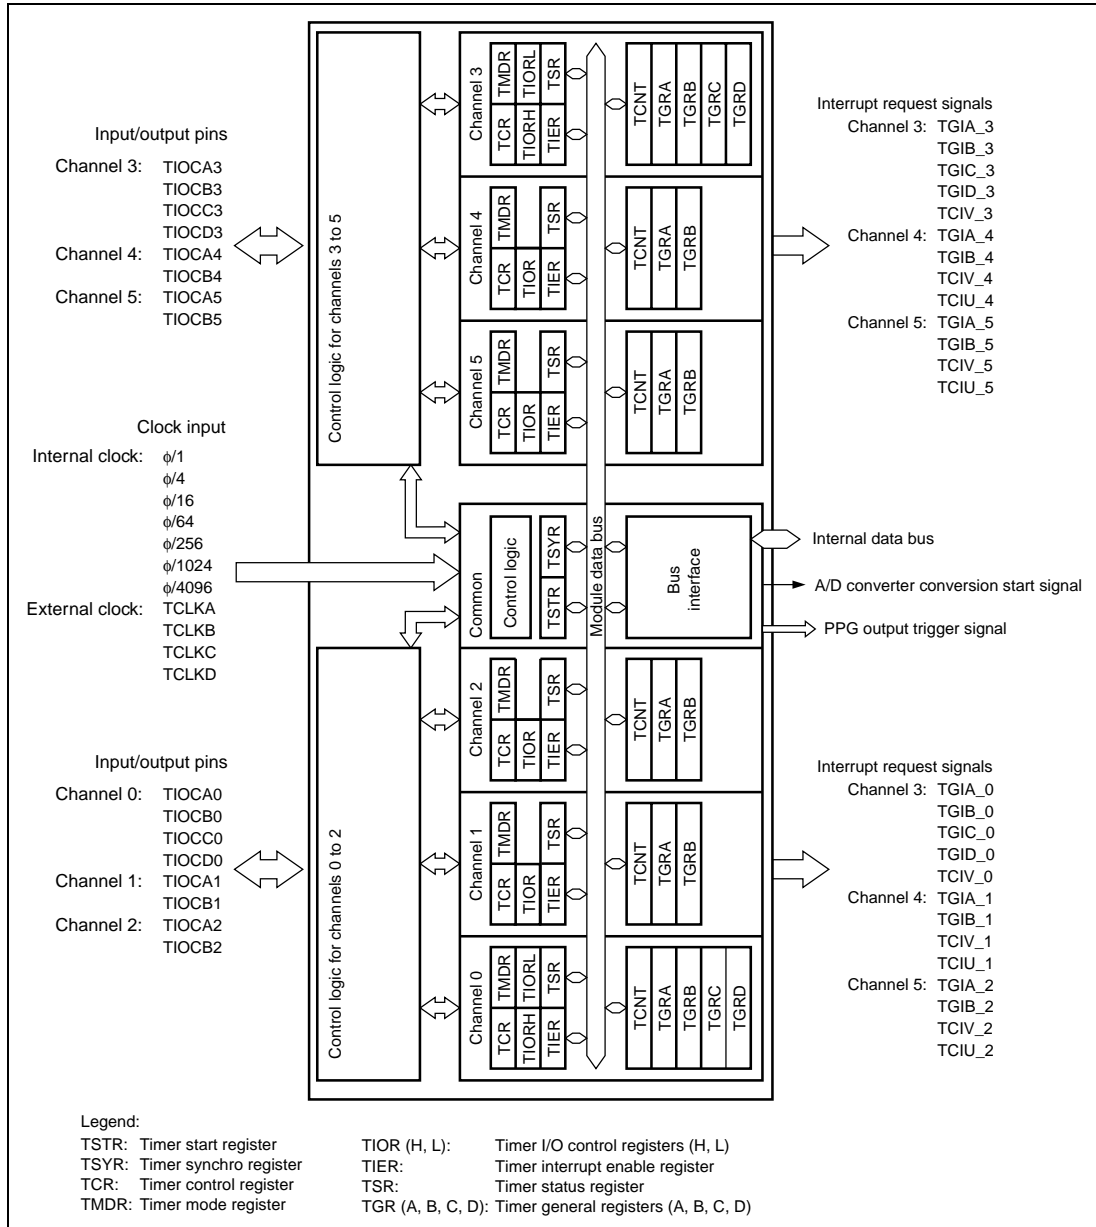 Input/output pins
Channel 3: TIOCA3
TIOCB3
TIOCC3
TIOCD3
Channel 4: TIOCA4
TIOCB4
Channel 5: TIOCA5
TIOCB5
Clock input
Internal clock: ϕ/1
ϕ/4
ϕ/16
ϕ/64
ϕ/256
ϕ/1024
ϕ/4096
External clock: TCLKA
TCLKB
TCLKC
TCLKD
Input/output pins
Channel 0: TIOCA0
TIOCB0
TIOCC0
TIOCD0
Channel 1: TIOCA1
TIOCB1
Channel 2: TIOCA2
TIOCB2
Control logic for channels 3 to 5
Control logic for channels 0 to 2
Channel 3
TCR TMDR
TIORH TIORL
TIER TSR
TCNT
TGRA
TGRB
TGRC
TGRD
Channel 4
TCR TMDR
TIOR
TIER TSR
TCNT
TGRA
TGRB
Channel 5
TCR TMDR
TIOR
TIER TSR
TCNT
TGRA
TGRB
Common
Control logic
TSTR TSYR
Module data bus
Bus
interface
Channel 2
TCR TMDR
TIOR
TIER TSR
TCNT
TGRA
TGRB
Channel 1
TCR TMDR
TIOR
TIER TSR
TCNT
TGRA
TGRB
Channel 0
TCR TMDR
TIORH TIORL
TIER TSR
TCNT
TGRA
TGRB
TGRC
TGRD
Interrupt request signals
Channel 3: TGIA_3
TGIB_3
TGIC_3
TGID_3
TCIV_3
Channel 4: TGIA_4
TGIB_4
TCIV_4
TCIU_4
Channel 5: TGIA_5
TGIB_5
TCIV_5
TCIU_5
Internal data bus
A/D converter conversion start signal
PPG output trigger signal
Interrupt request signals
Channel 3: TGIA_0
TGIB_0
TGIC_0
TGID_0
TCIV_0
Channel 4: TGIA_1
TGIB_1
TCIV_1
TCIU_1
Channel 5: TGIA_2
TGIB_2
TCIV_2
TCIU_2
Legend:
TSTR: Timer start register
TSYR: Timer synchro register
TCR: Timer control register
TMDR: Timer mode register
TIOR (H, L): Timer I/O control registers (H, L)
TIER: Timer interrupt enable register
TSR: Timer status register
TGR (A, B, C, D): Timer general registers (A, B, C, D)